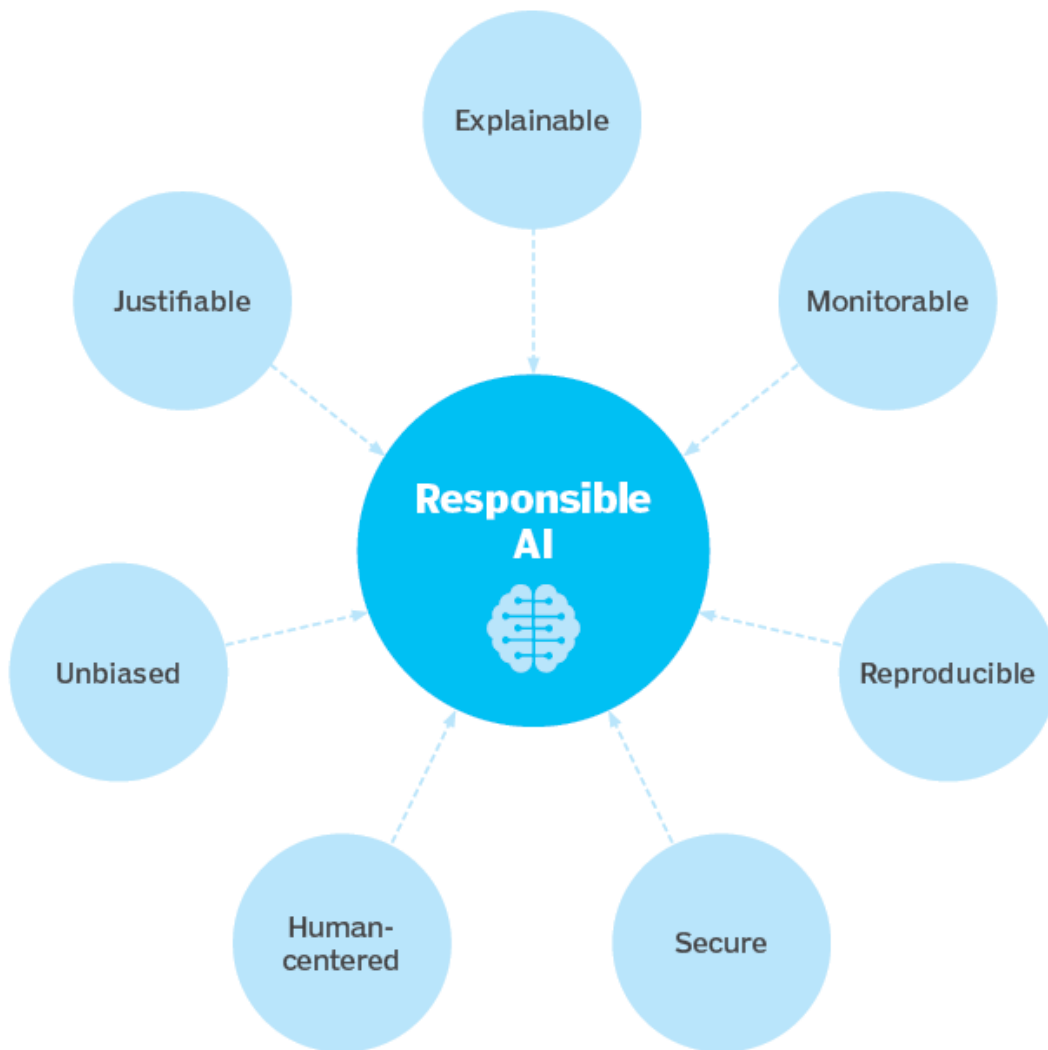 Explainable
Justifiable
Monitorable
Responsible
AI
Unbiased
Reproducible
Human-
centered
Secure